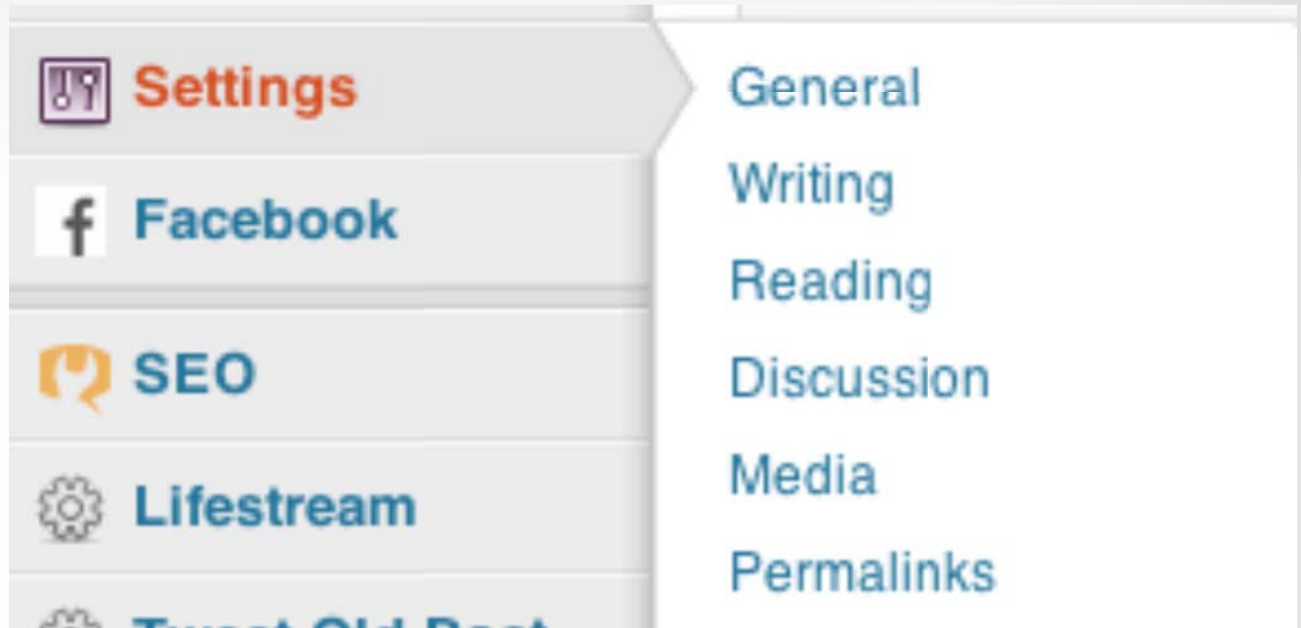 Settings
Facebook
SEO
Lifestream
General
Writing
Reading
Discussion
Media
Permalinks